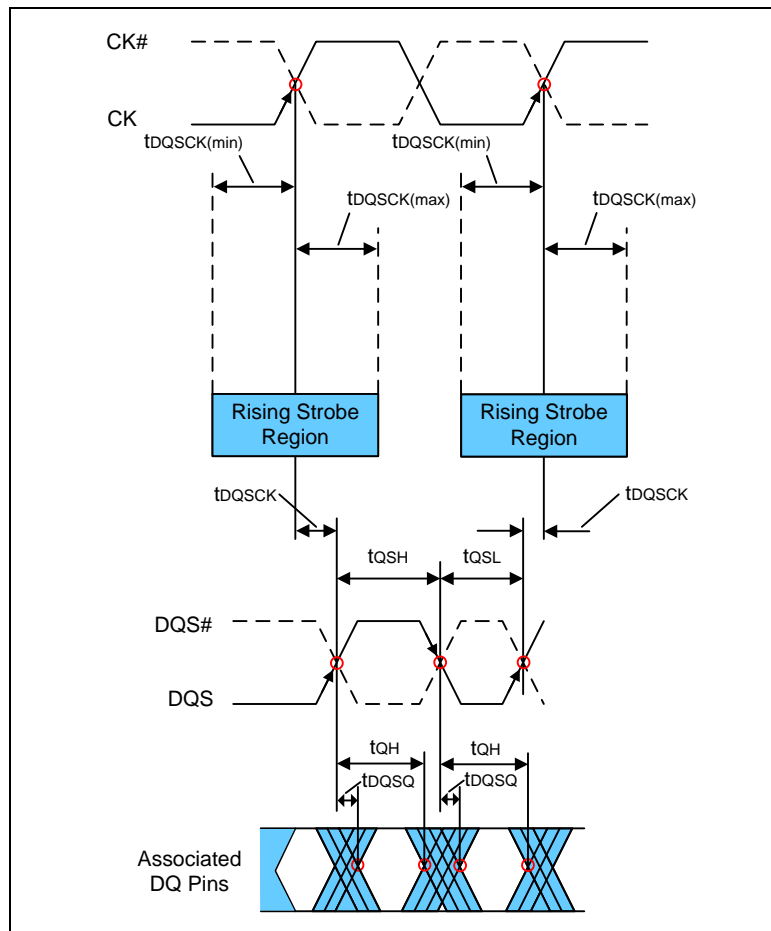 CK#
CK
tDQSCK(min)
tDQSCK(min)
tDQSCK(max)
tDQSCK(max)
Rising Strobe
Region
Rising Strobe
Region
tDQSCK
tDQSCK
tQSH
tQSL
DQS#
DQS
tQH
tQH
tDQSQ
tDQSQ
Associated
DQ Pins